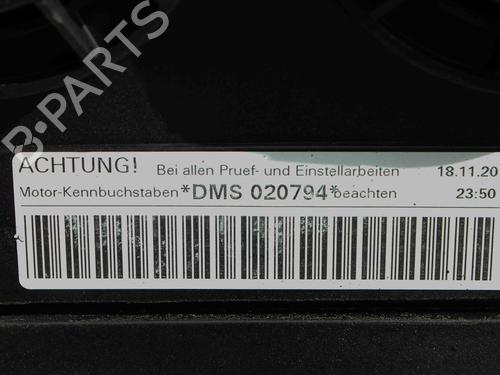 B-PARTS
ACHTUNG! Bei allen Pruef- und Einstellarbeiten 18.11.20
Motor-Kennbuchstaben *DMS 020794* beachten 23:50